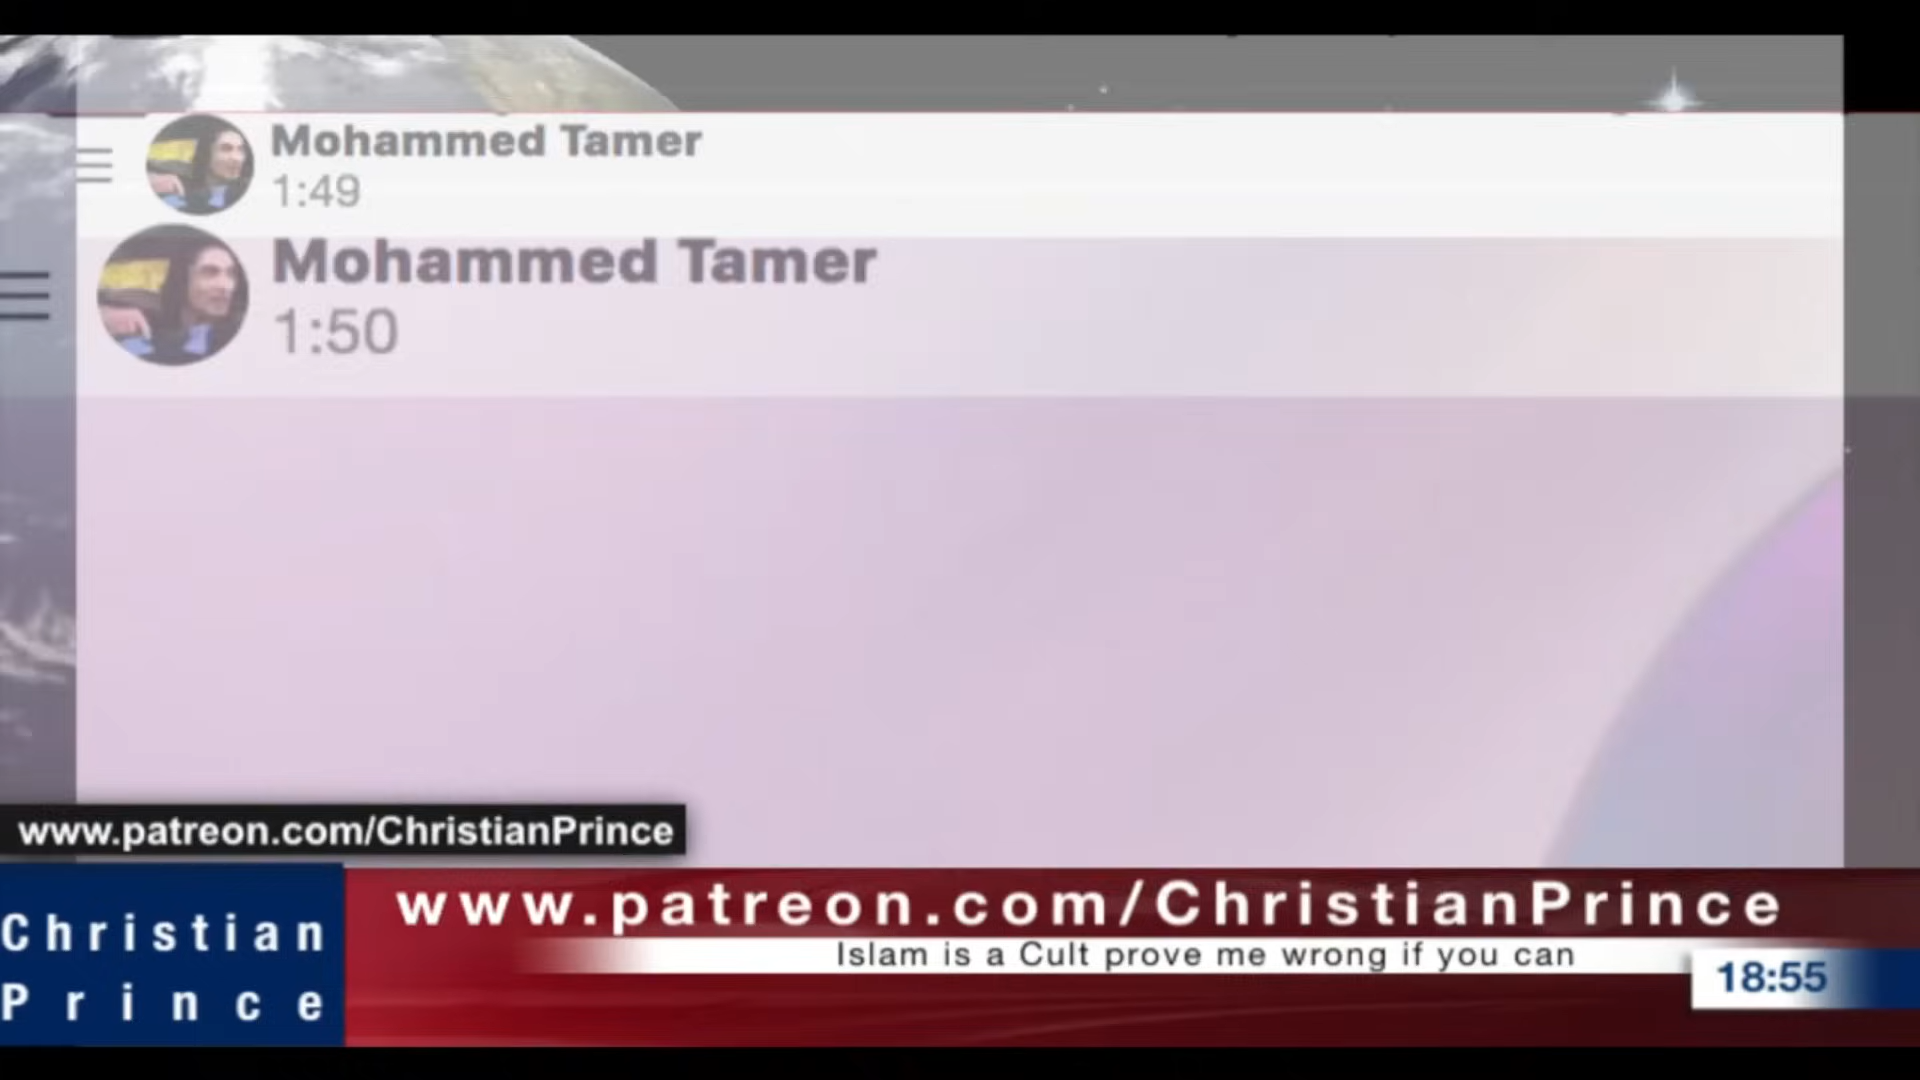 Mohammed Tamer
1:49
Mohammed Tamer
1:50
www.patreon.com/ChristianPrince
Christian
Prince
www.patreon.com/ChristianPrince
Islam is a Cult prove me wrong if you can
18:55